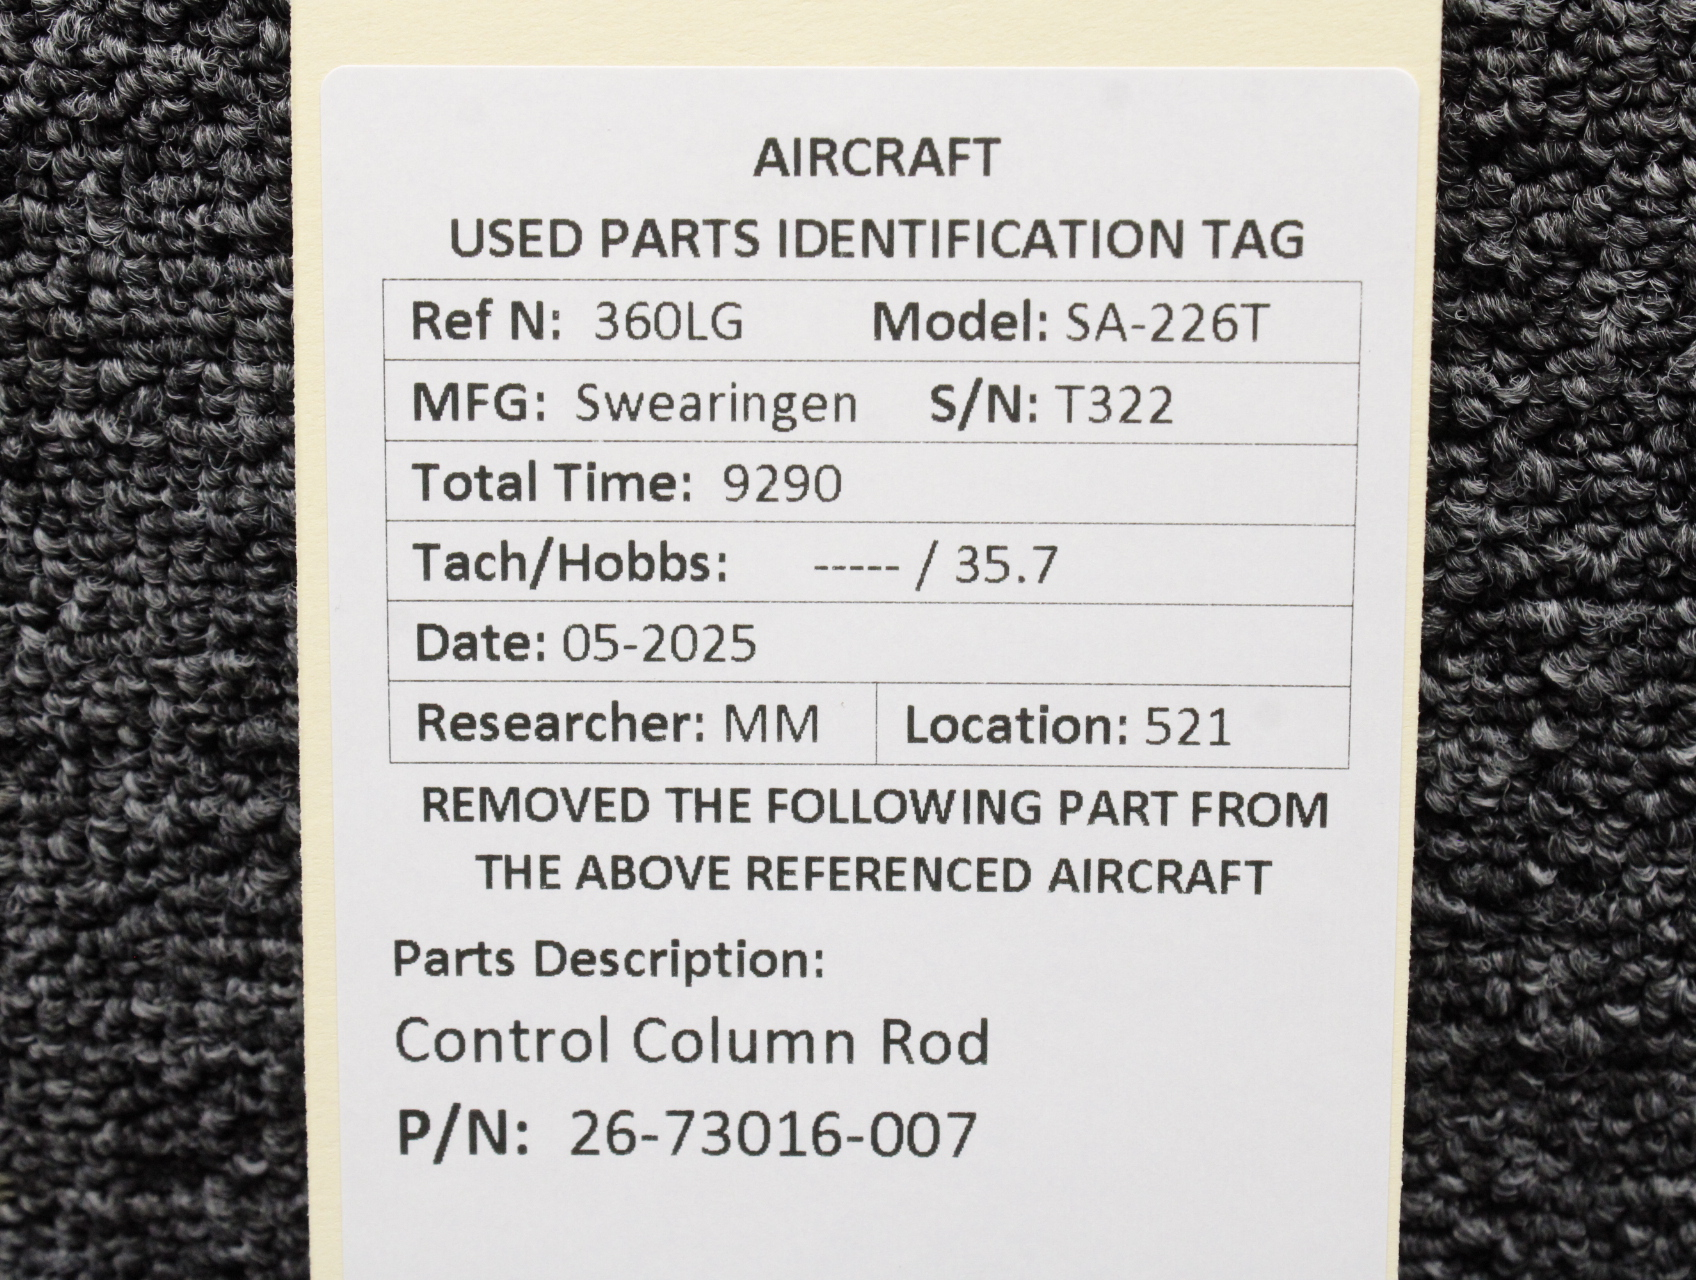 AIRCRAFT
USED PARTS IDENTIFICATION TAG
Ref N: 360LG Model: SA-226T
MFG: Swearingen S/N: T322
Total Time: 9290
Tach/Hobbs: ----- / 35.7
Date: 05-2025
Researcher: MM Location: 521
REMOVED THE FOLLOWING PART FROM
THE ABOVE REFERENCED AIRCRAFT
Parts Description:
Control Column Rod
P/N: 26-73016-007